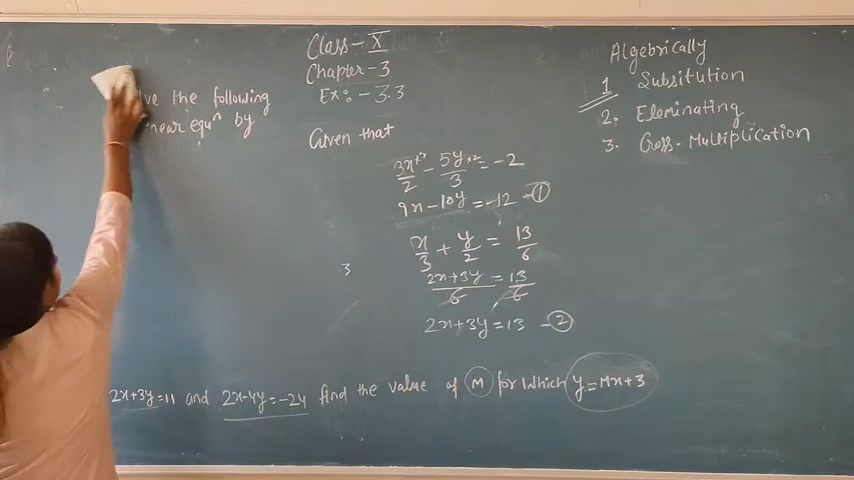 Class - X
Chapter - 3
Ex: - 3.3
the following
equⁿ by
Given that
3x/2 - 5y/3 = -2
9x - 10y = -12 - ①
x/3 + y/2 = 13/6
3
2x+3y/6 = 13/6
2x+3y = 13 - ②
2x+3y = 11 and 2x-4y = -24 find the value of M for Which y = Mx+3
Algebrically
1 Subsitution
2. Eleminating
3. Cross-Multiplication